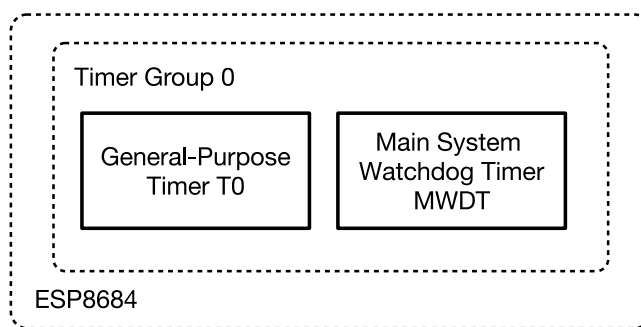 Timer Group 0
General-Purpose
Timer T0
Main System
Watchdog Timer
MWDT
ESP8684